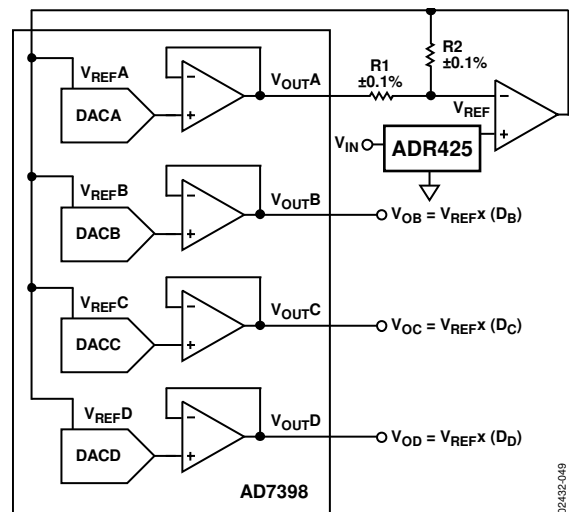 R2
±0.1%
R1
±0.1%
VREFA
DACA
VOUTA
VREF
VIN
ADR425
VREFB
DACB
VOUTB
VOB = VREF x (DB)
VREFC
DACC
VOUTC
VOC = VREF x (DC)
VREFD
DACD
VOUTD
VOD = VREF x (DD)
AD7398
02432-049
− +
− +
− +
− +
− +